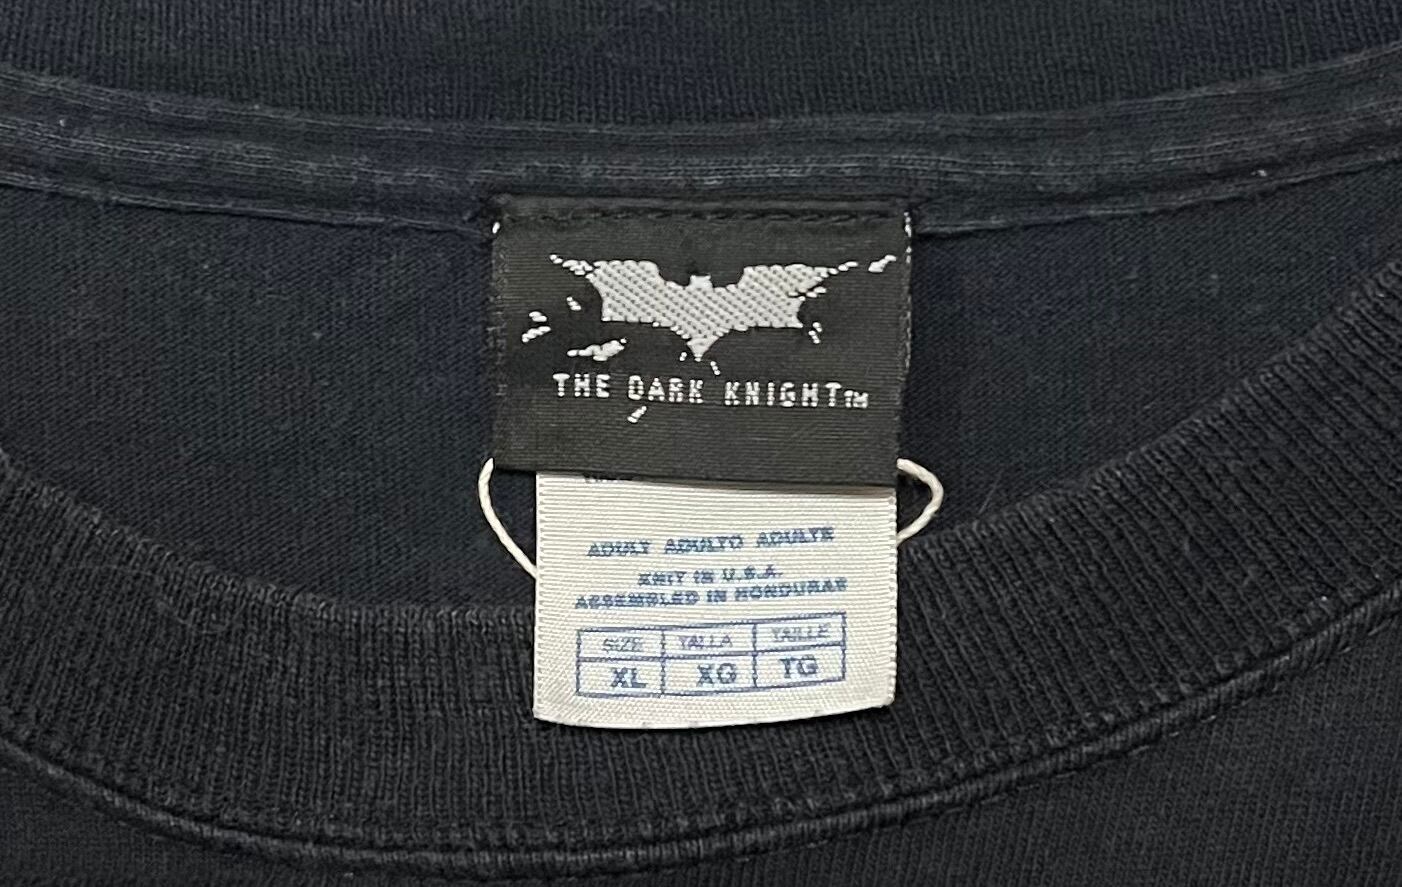 THE DARK KNIGHT™
ADULT ADULTO ADULTE
KNIT IN U.S.A.
ASSEMBLED IN HONDURAS
SIZE TALLA TAILLE
XL XG TG